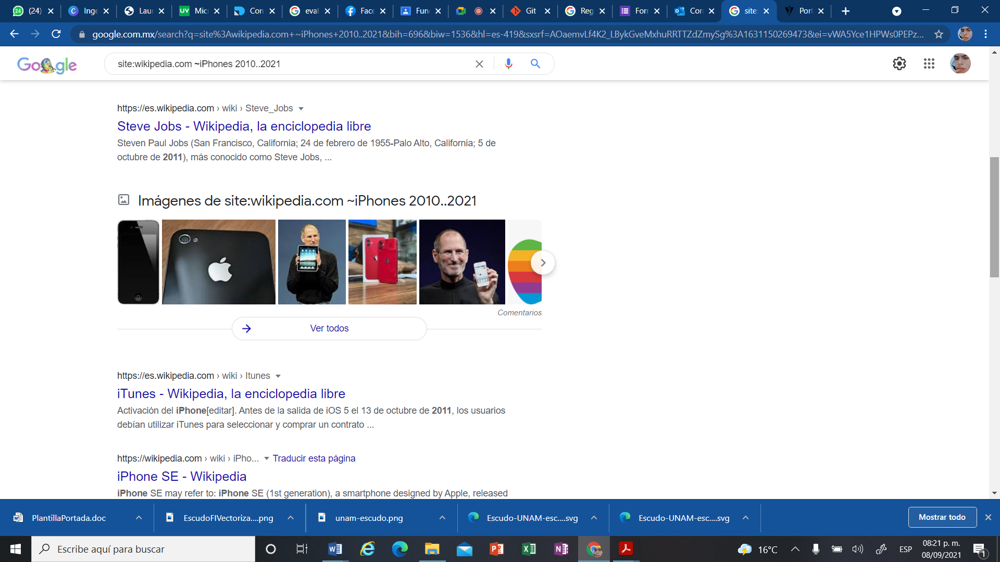 (24)
Inge
Laur
Micr
Con
eval
Face
Fun
Git -
Reg
Forr
Cor
site:
Port
google.com.mx/search?q=site%3Awikipedia.com+~iPhones+2010..2021&bih=696&biw=1536&hl=es-419&sxsrf=AOaemvLf4K2_LBykGveMxhuRRTTZdZmySg%3A1631150269473&ei=vWA5Yce1HPWs0PEPz...
Google
site:wikipedia.com ~iPhones 2010..2021
https://es.wikipedia.com › wiki › Steve_Jobs
Steve Jobs - Wikipedia, la enciclopedia libre
Steven Paul Jobs (San Francisco, California; 24 de febrero de 1955-Palo Alto, California; 5 de
octubre de 2011), más conocido como Steve Jobs, ...
Imágenes de site:wikipedia.com ~iPhones 2010..2021
Comentarios
Ver todos
https://es.wikipedia.com › wiki › Itunes
iTunes - Wikipedia, la enciclopedia libre
Activación del iPhone[editar]. Antes de la salida de iOS 5 el 13 de octubre de 2011, los usuarios
debían utilizar iTunes para seleccionar y comprar un contrato ...
https://wikipedia.com › wiki › iPho... Traducir esta página
iPhone SE - Wikipedia
iPhone SE may refer to: iPhone SE (1st generation), a smartphone designed by Apple, released
PlantillaPortada.doc
EscudoFIVectoriza....png
unam-escudo.png
Escudo-UNAM-esc....svg
Escudo-UNAM-esc....svg
Mostrar todo
Escribe aquí para buscar
16°C
ESP
08:21 p. m.
08/09/2021
1